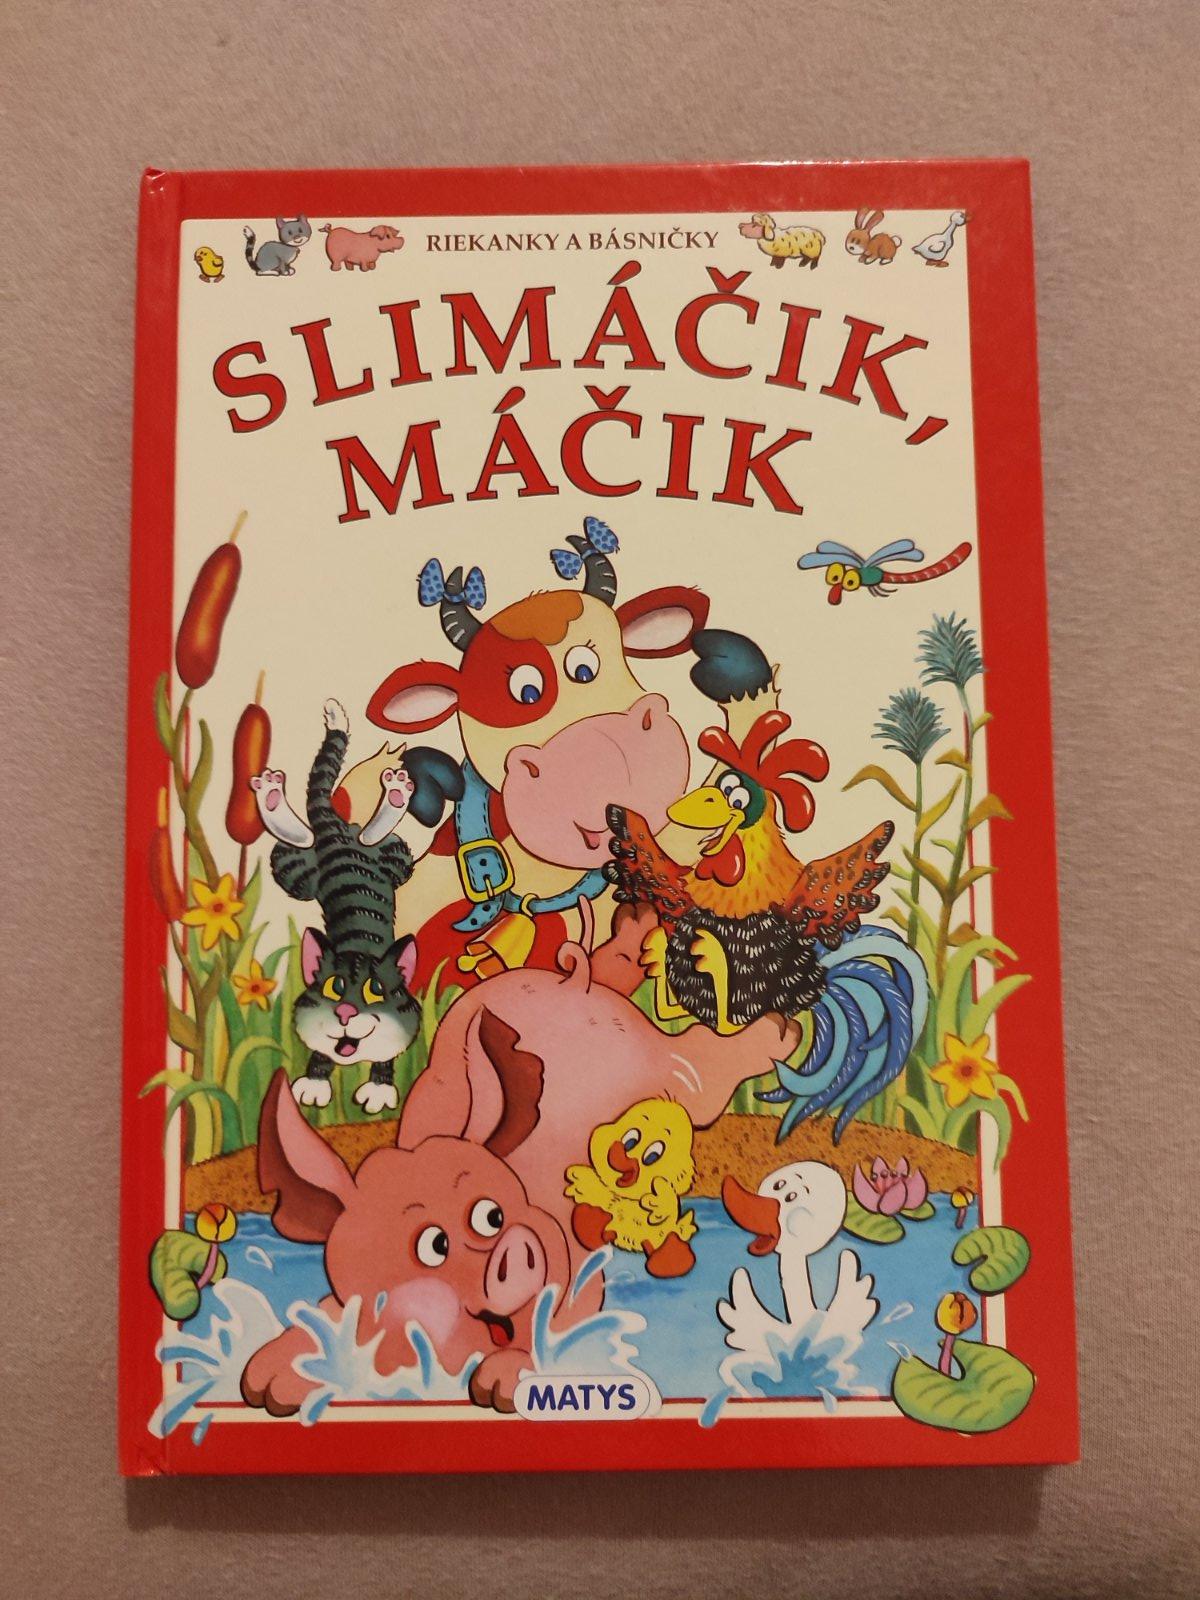 RIEKANKY A BÁSNIČKY
SLIMÁČIK,
MÁČIK
MATYS